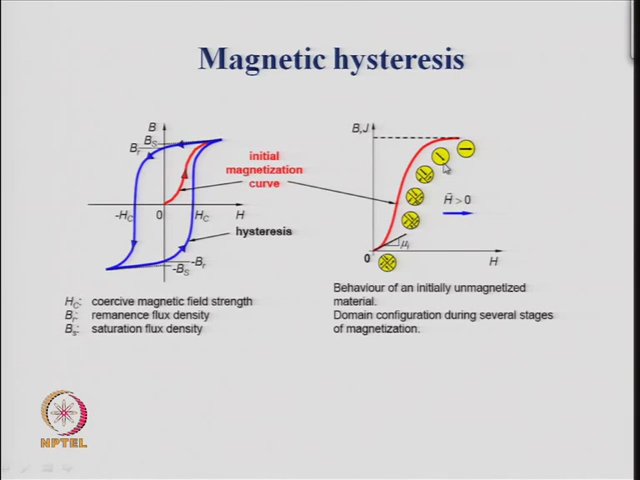 Magnetic hysteresis
B
B_S
B_r
-H_C
0
H_C
H
-B_r
-B_S
initial
magnetization
curve
hysteresis
B,J
H > 0
μ_i
0
H
H_C: coercive magnetic field strength
B_r: remanence flux density
B_s: saturation flux density
Behaviour of an initially unmagnetized
material.
Domain configuration during several stages
of magnetization.
NPTEL